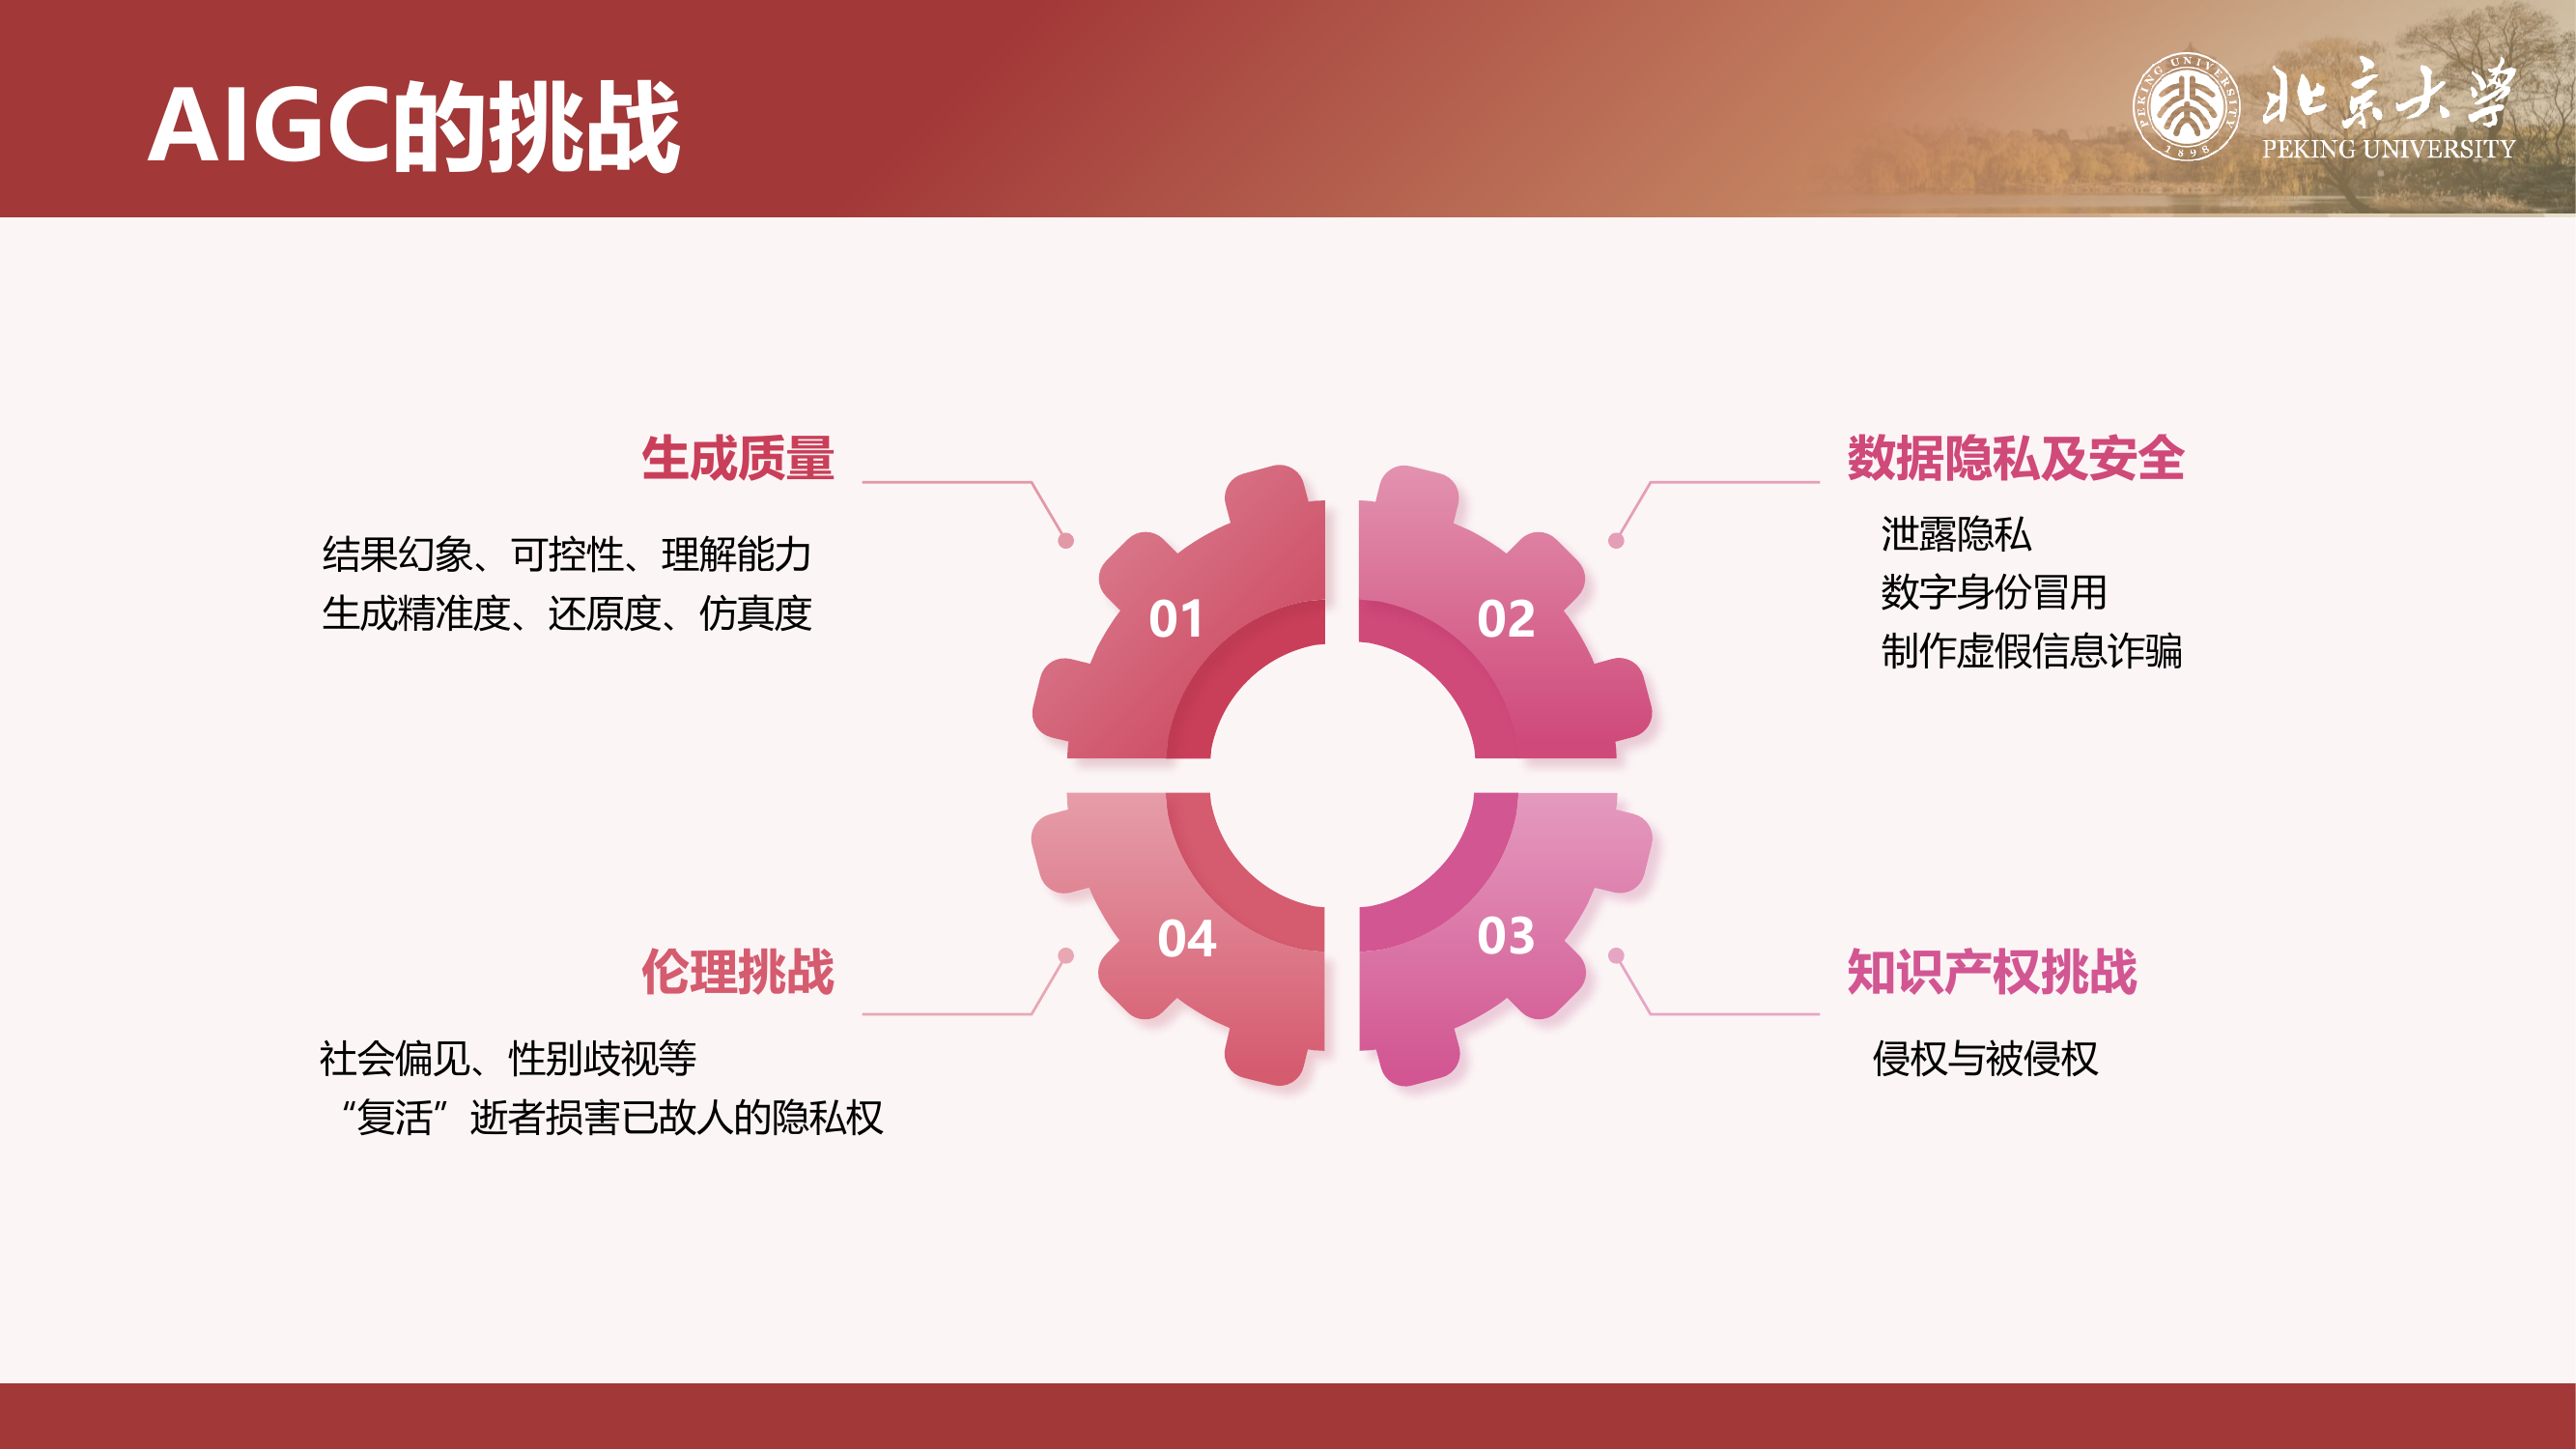 AIGC的挑战
PEKING UNIVERSITY
1898
北京大学
PEKING UNIVERSITY
生成质量
结果幻象、可控性、理解能力
生成精准度、还原度、仿真度
01
02
数据隐私及安全
泄露隐私
数字身份冒用
制作虚假信息诈骗
伦理挑战
社会偏见、性别歧视等
“复活”逝者损害已故人的隐私权
04
03
知识产权挑战
侵权与被侵权